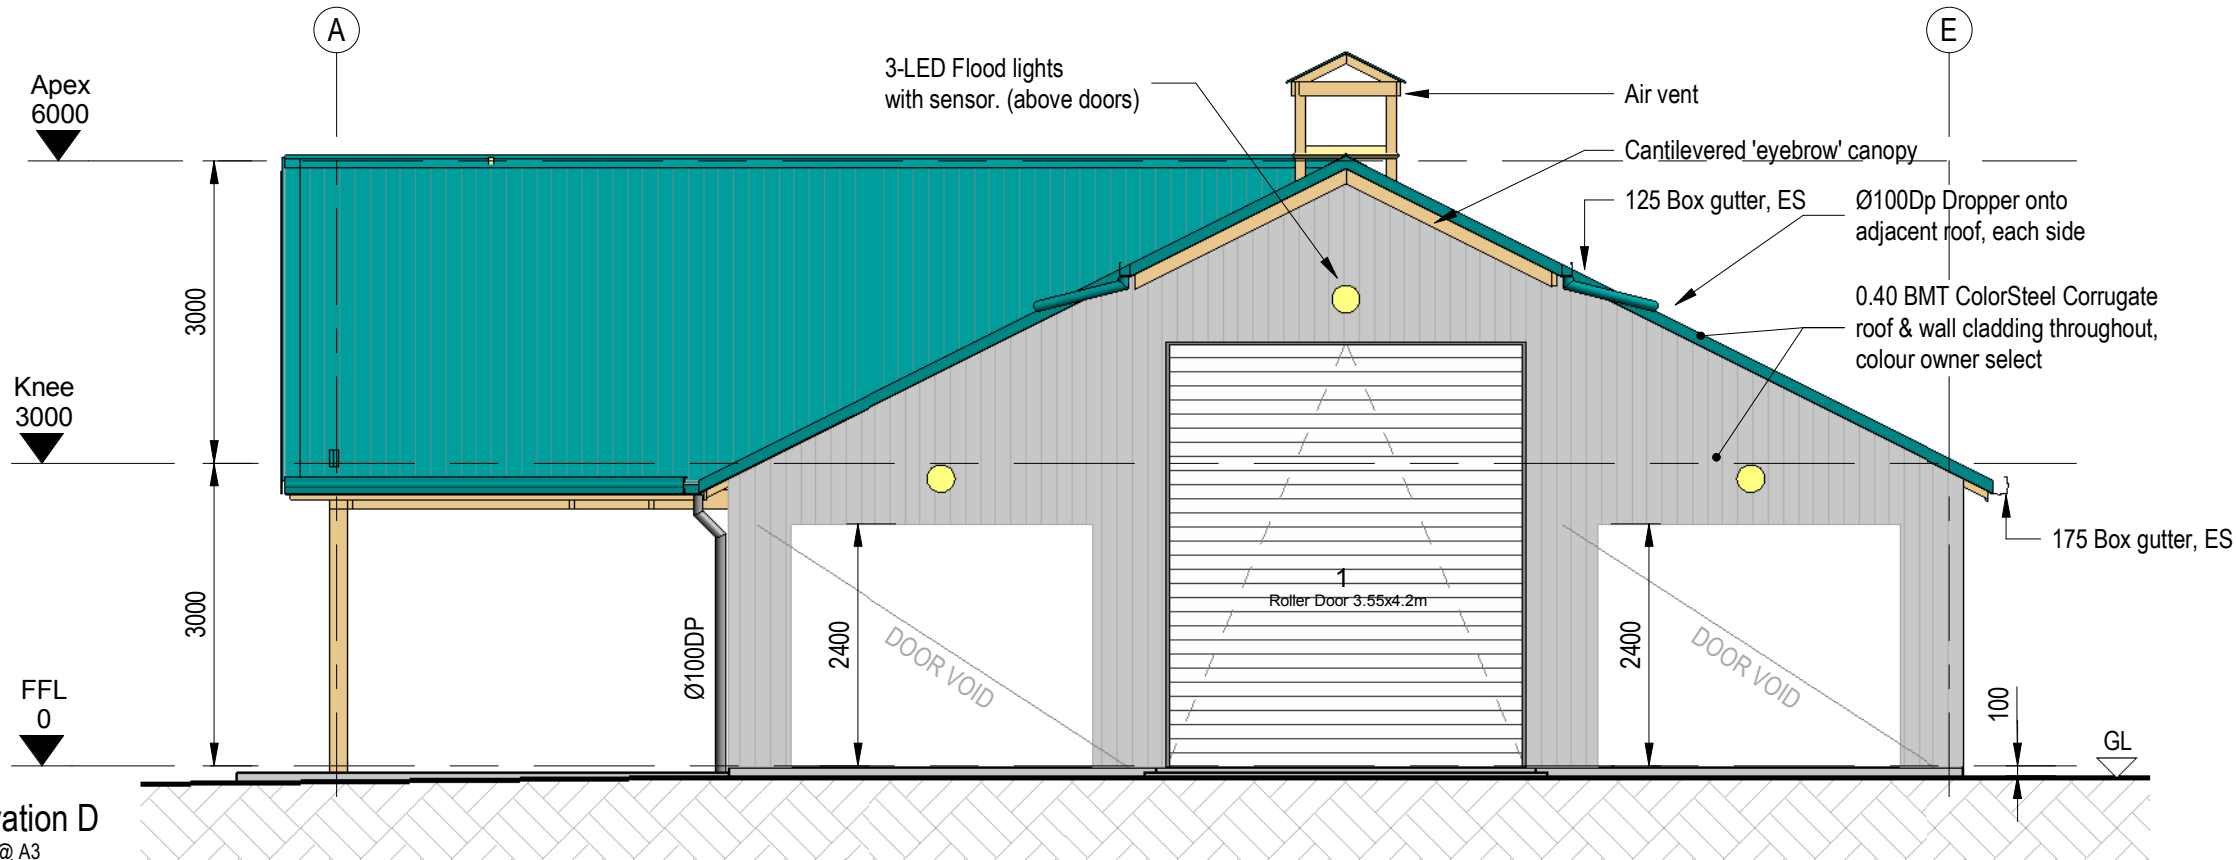 A
E
Apex
6000
3-LED Flood lights
with sensor. (above doors)
Air vent
Cantilevered 'eyebrow' canopy
125 Box gutter, ES
Ø100Dp Dropper onto
adjacent roof, each side
0.40 BMT ColorSteel Corrugate
roof & wall cladding throughout,
colour owner select
3000
Knee
3000
175 Box gutter, ES
1
Roller Door 3.55x4.2m
3000
Ø100DP
2400
DOOR VOID
2400
DOOR VOID
100
FFL
0
GL
ation D
@ A3